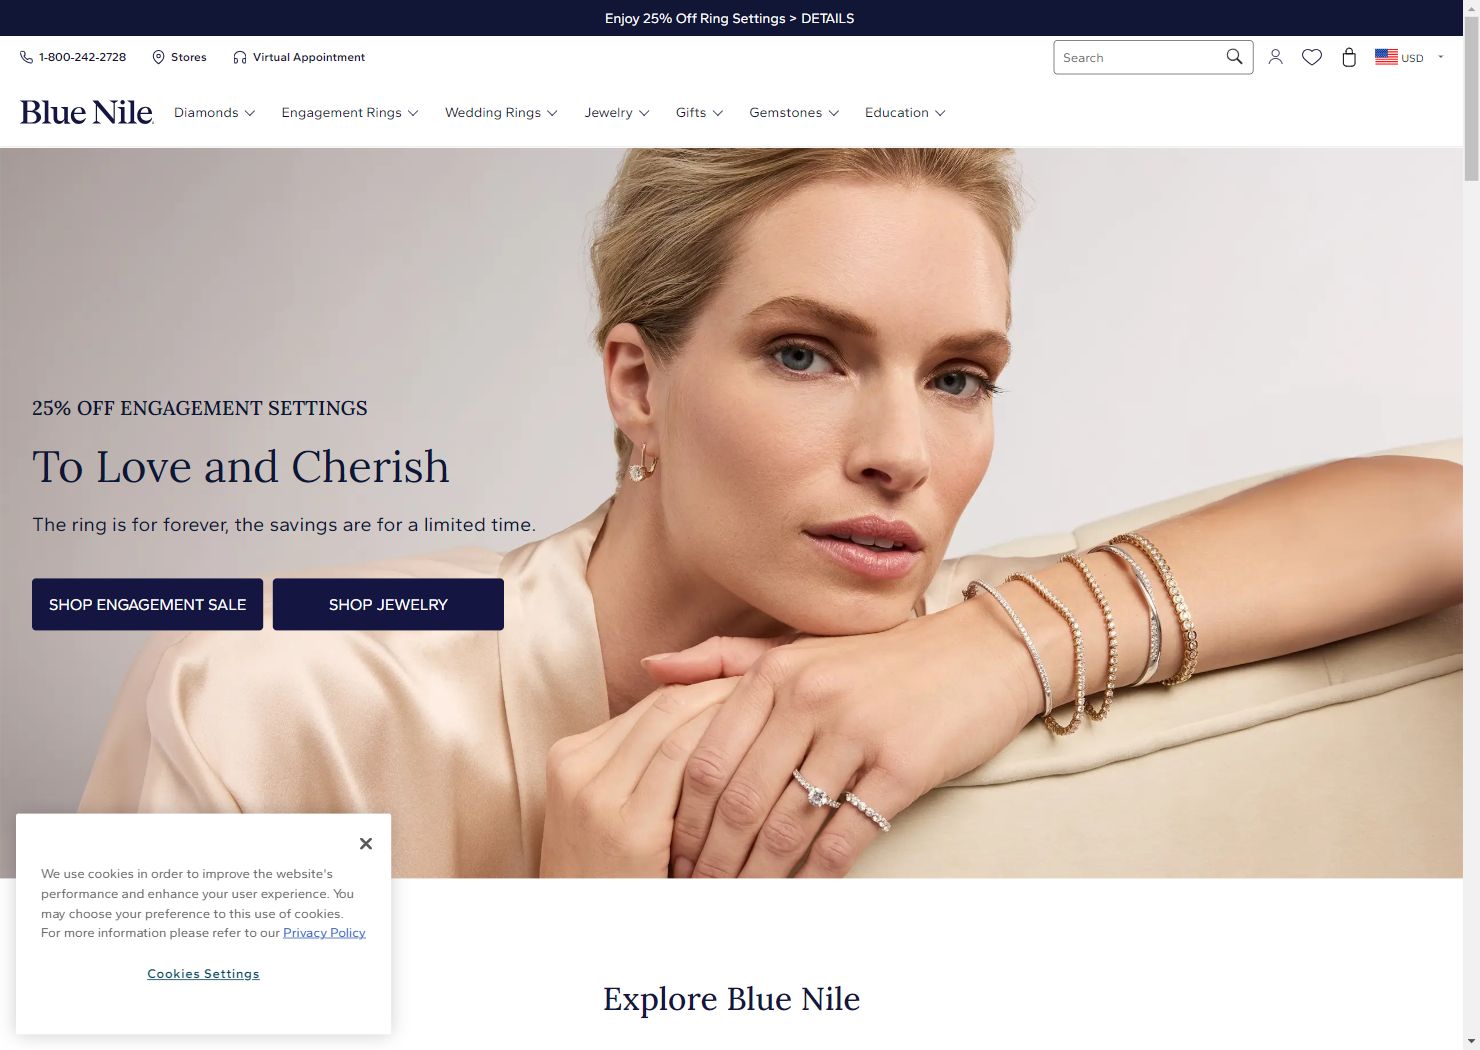 Enjoy 25% Off Ring Settings > DETAILS
1-800-242-2728 Stores Virtual Appointment
Search
USD
Blue Nile
Diamonds Engagement Rings Wedding Rings Jewelry Gifts Gemstones Education
25% OFF ENGAGEMENT SETTINGS
To Love and Cherish
The ring is for forever, the savings are for a limited time.
SHOP ENGAGEMENT SALE SHOP JEWELRY
We use cookies in order to improve the website's
performance and enhance your user experience. You
may choose your preference to this use of cookies.
For more information please refer to our Privacy Policy
Cookies Settings
Explore Blue Nile